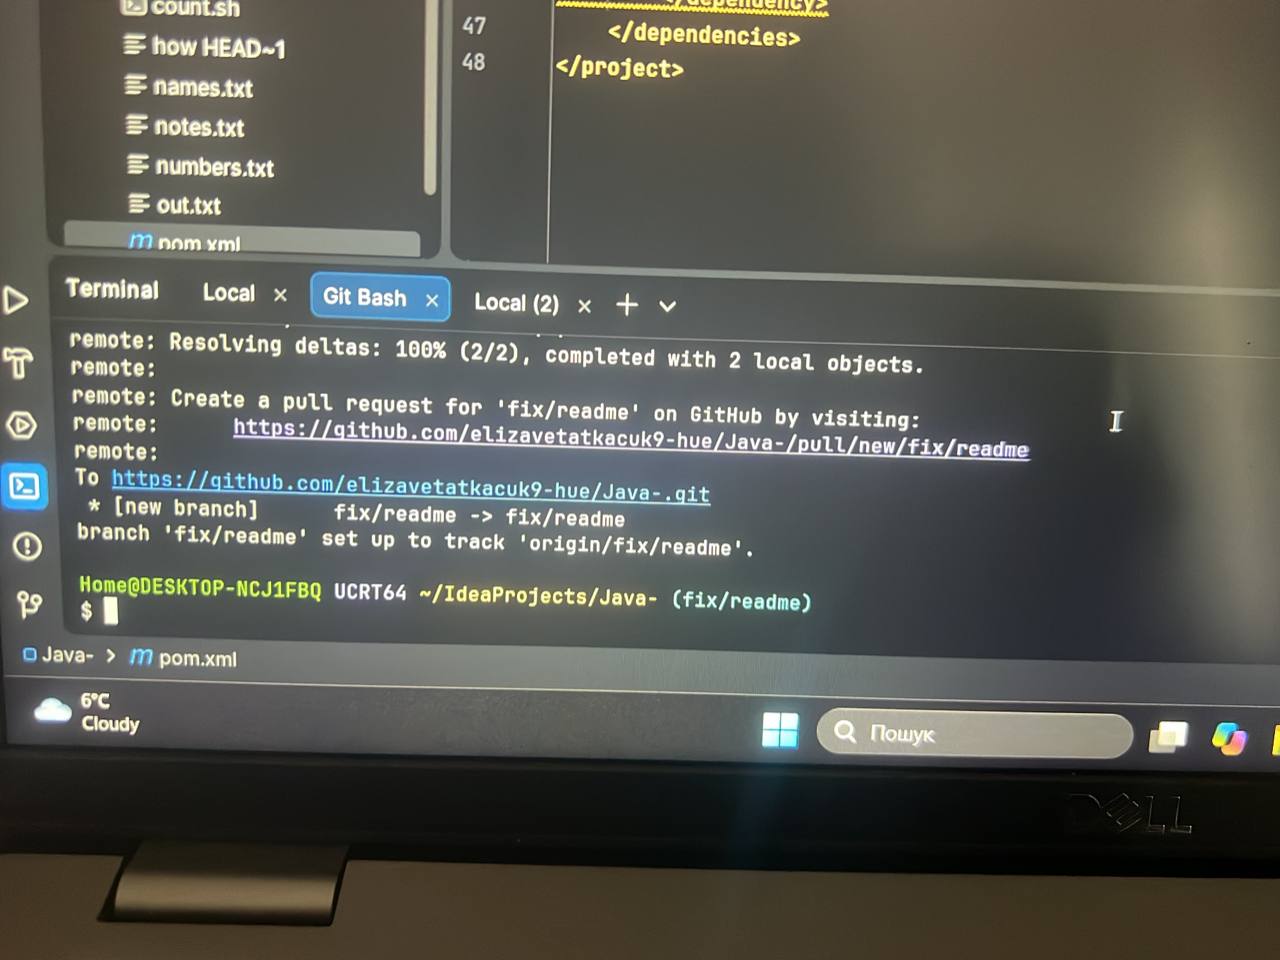 count.sh
how HEAD~1
names.txt
notes.txt
numbers.txt
out.txt
pom.xml
</dependency>
47 </dependencies>
48 </project>
Terminal Local × Git Bash × Local (2) × +
remote: Resolving deltas: 100% (2/2), completed with 2 local objects.
remote:
remote: Create a pull request for 'fix/readme' on GitHub by visiting:
remote: https://github.com/elizavetatkacuk9-hue/Java-/pull/new/fix/readme
remote:
To https://github.com/elizavetatkacuk9-hue/Java-.git
* [new branch] fix/readme -> fix/readme
branch 'fix/readme' set up to track 'origin/fix/readme'.
Home@DESKTOP-NCJ1FBQ UCRT64 ~/IdeaProjects/Java- (fix/readme)
$
Java- > m pom.xml
6°C
Cloudy
Пошук
DELL